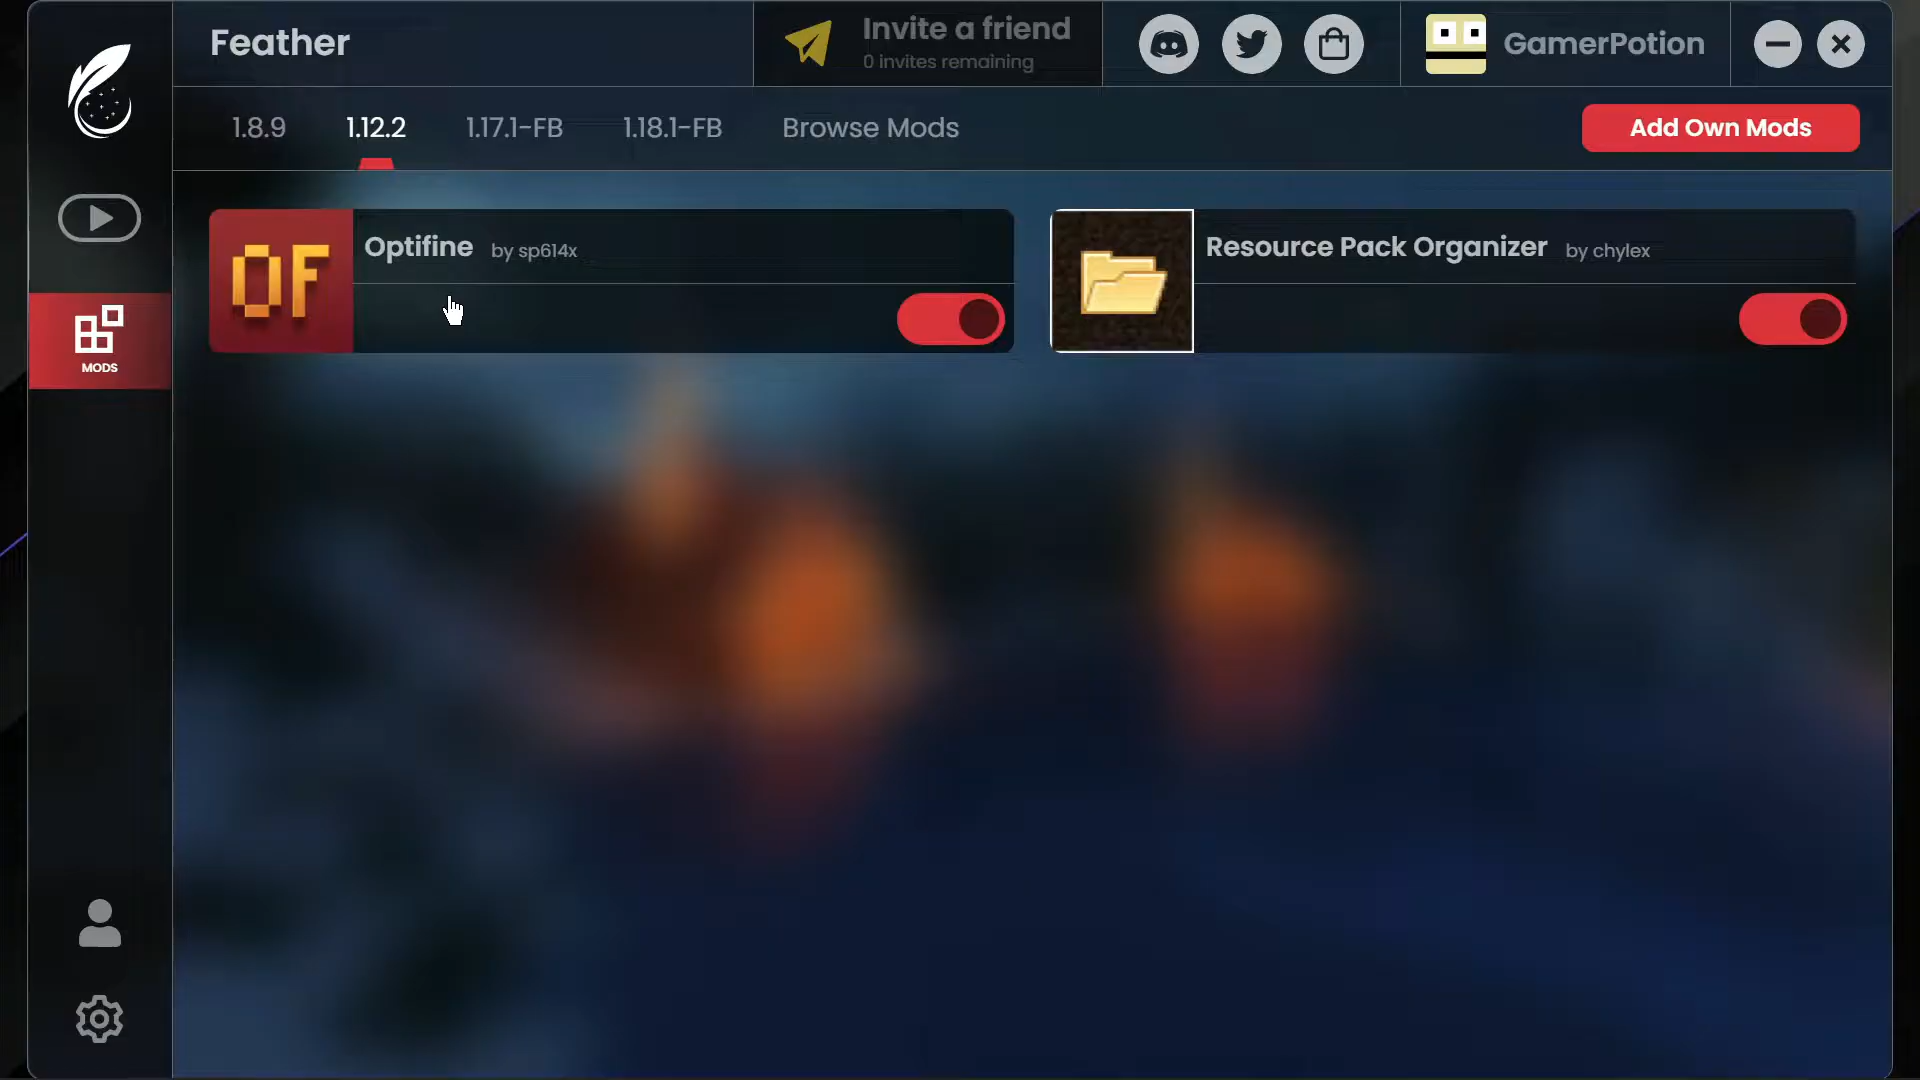 Feather
Invite a friend
0 invites remaining
GamerPotion
1.8.9
1.12.2
1.17.1-FB
1.18.1-FB
Browse Mods
Add Own Mods
OF
Optifine by sp614x
Resource Pack Organizer by chylex
MODS